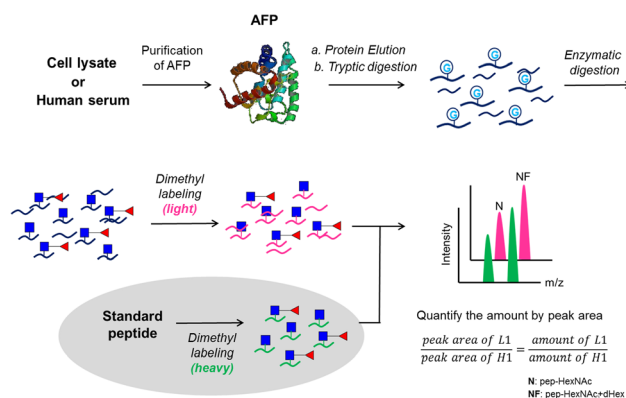 AFP
Cell lysate
or
Human serum
Purification
of AFP
a. Protein Elution
b. Tryptic digestion
G
G
G
G
G
G
Enzymatic
digestion
Dimethyl
labeling
(light)
NF
N
Intensity
m/z
Standard
peptide
Dimethyl
labeling
(heavy)
Quantify the amount by peak area
peak area of L1 / peak area of H1 = amount of L1 / amount of H1
N: pep-HexNAc
NF: pep-HexNAc+dHex